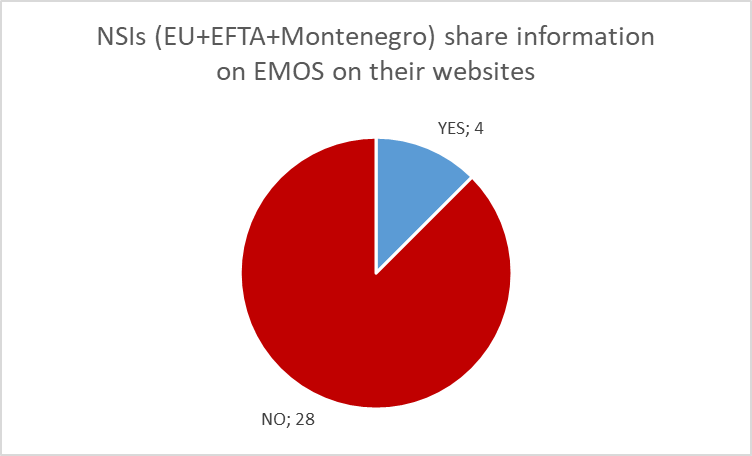 NSIs (EU+EFTA+Montenegro) share information
on EMOS on their websites
YES; 4
NO; 28